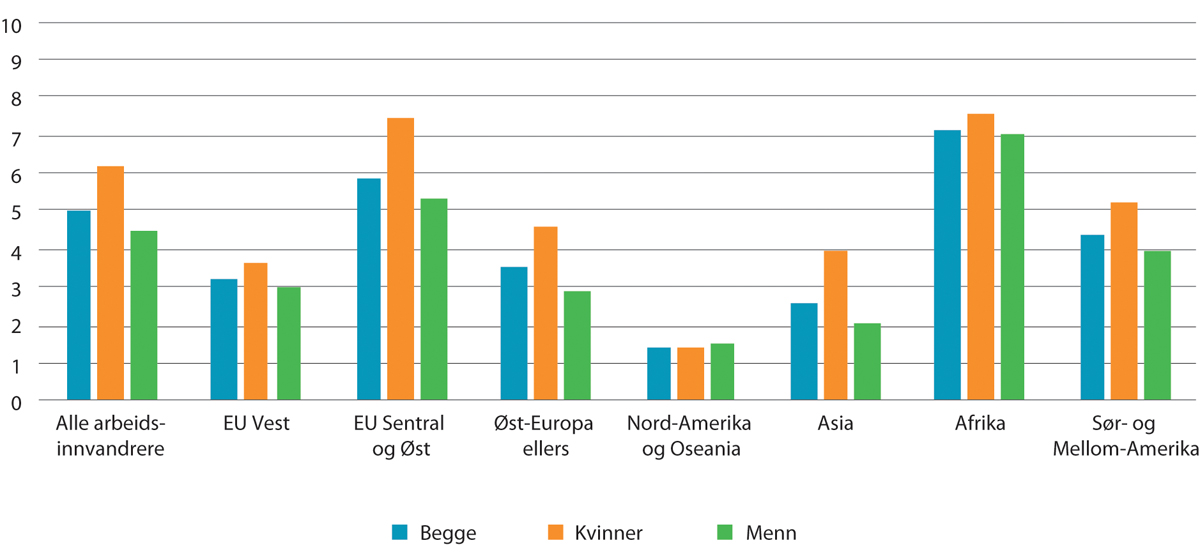 10
9
8
7
6
5
4
3
2
1
0
Alle arbeids-
innvandrere
EU Vest
EU Sentral
og Øst
Øst-Europa
ellers
Nord-Amerika
og Oseania
Asia
Afrika
Sør- og
Mellom-Amerika
Begge
Kvinner
Menn